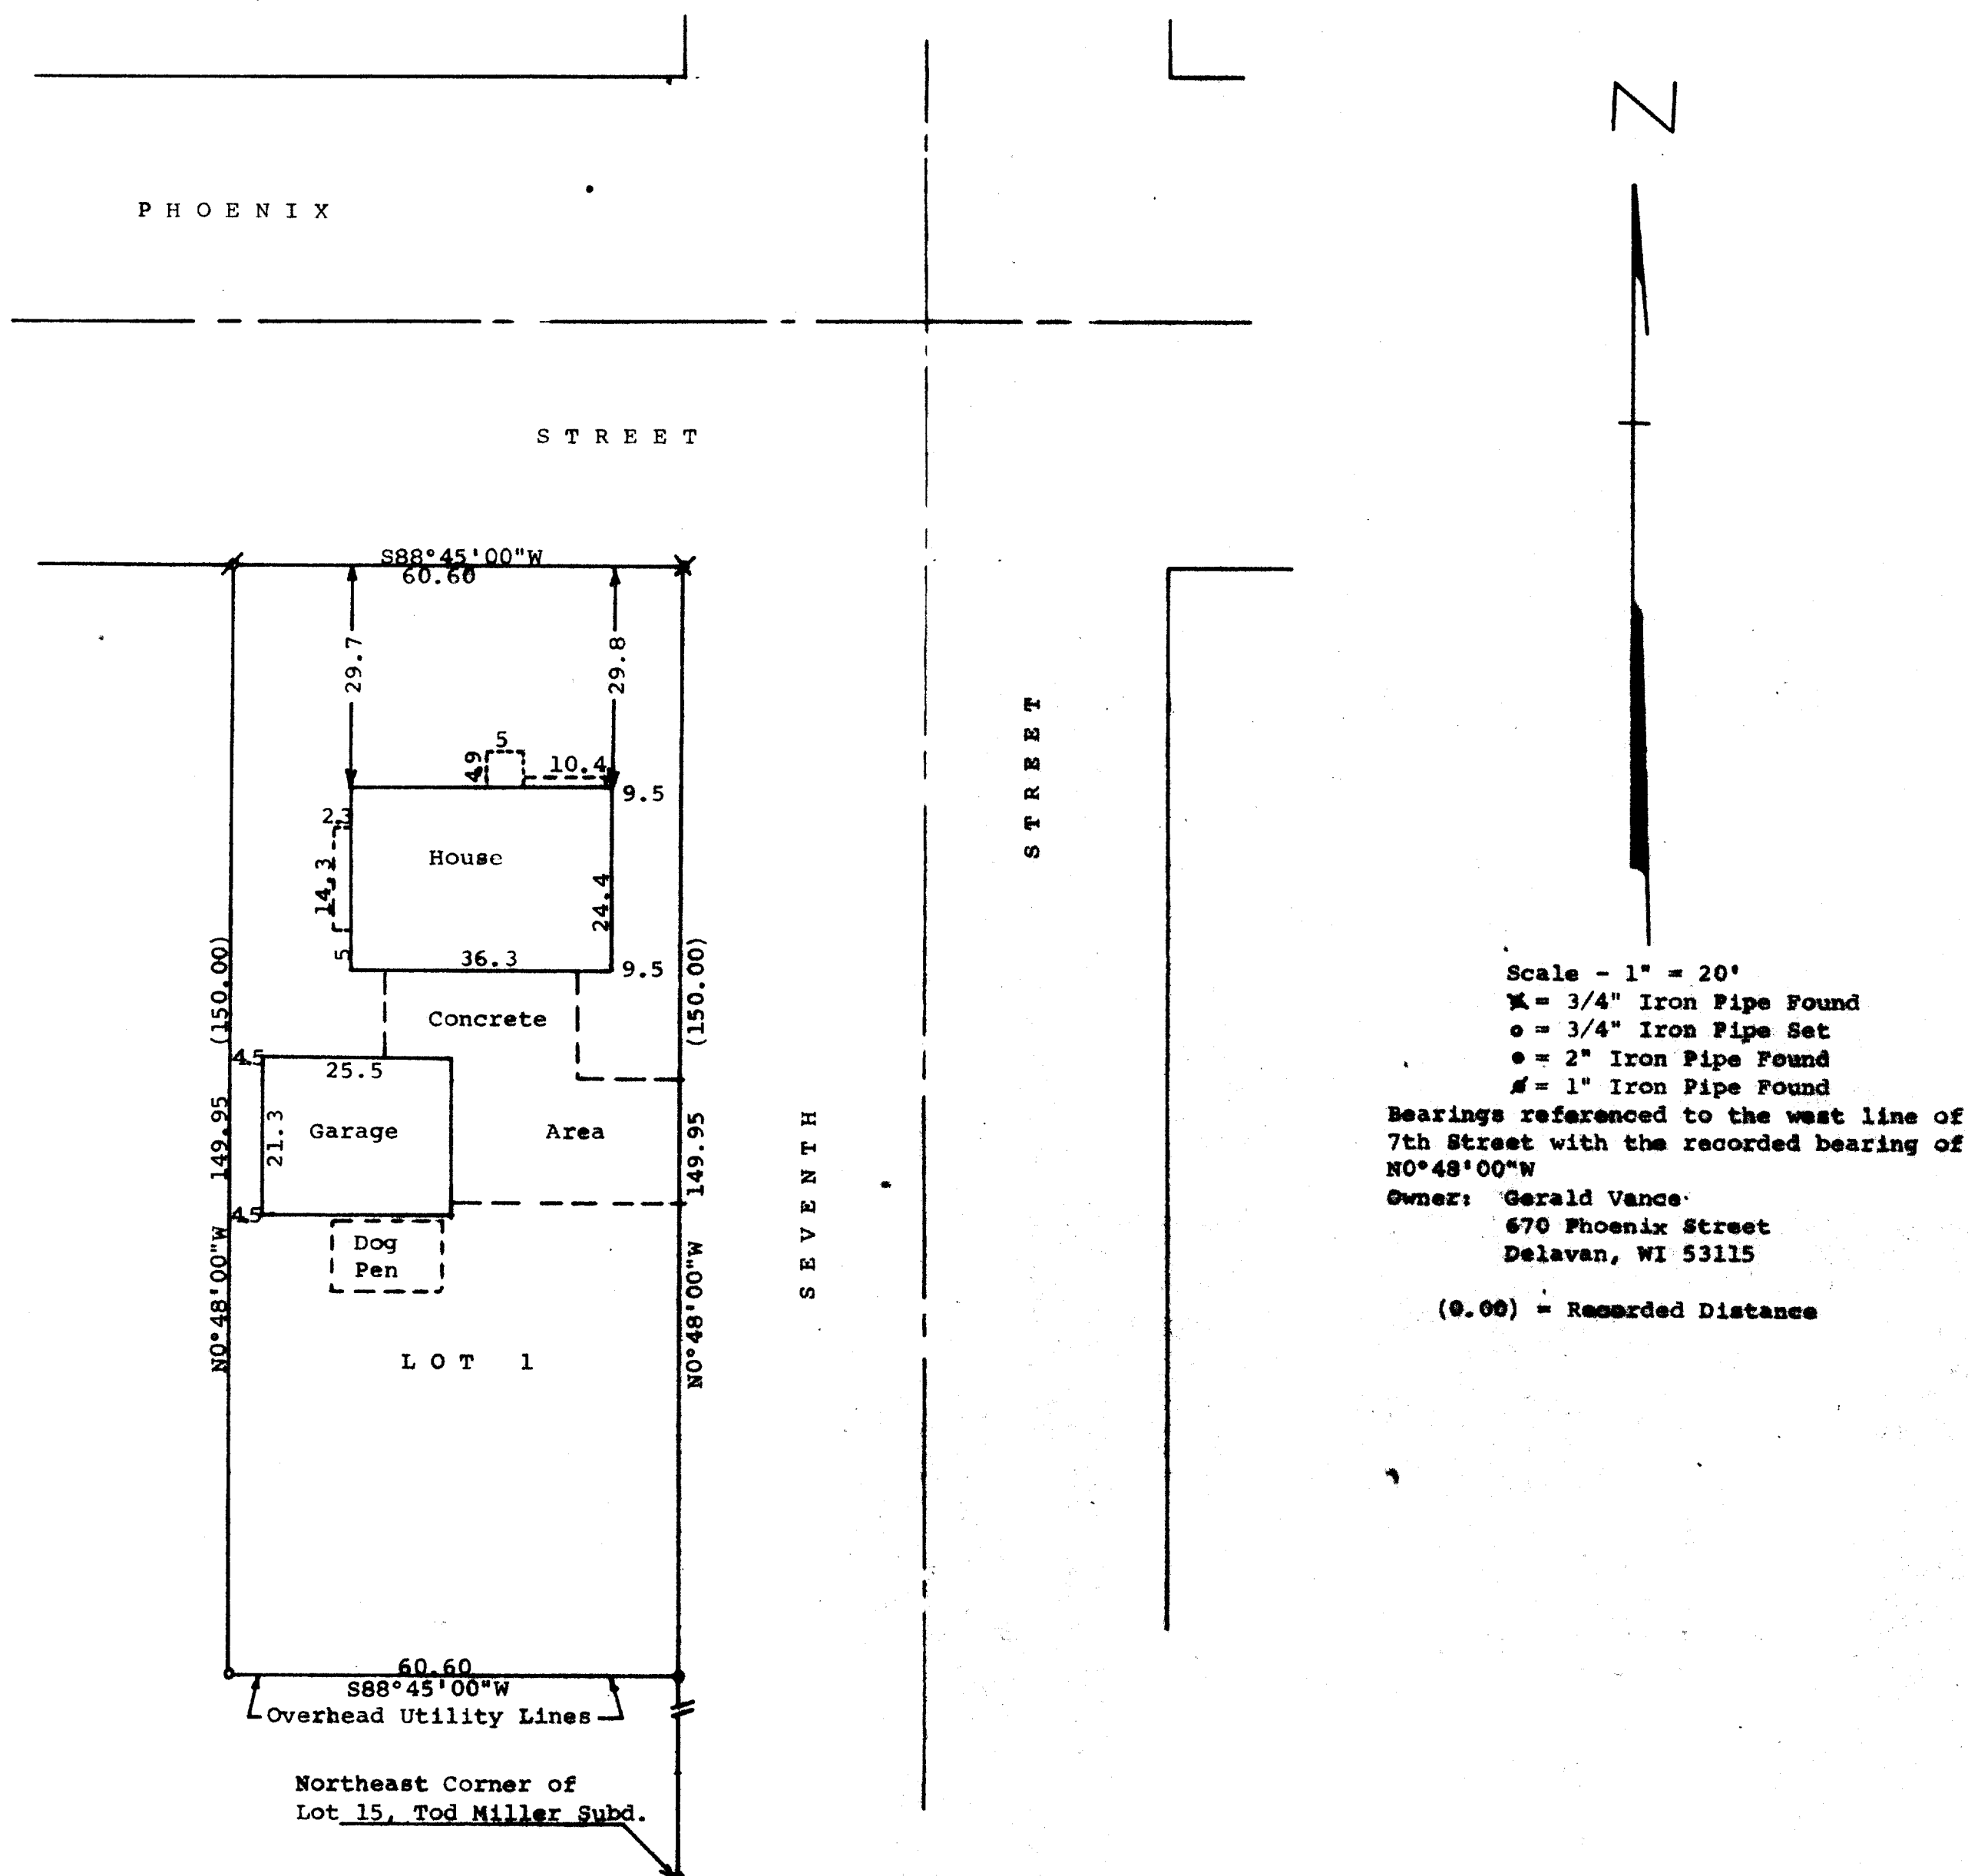 N
PHOENIX
STREET
S88°45'00"W
60.60
29.7
29.8
5
4.9
10.4
9.5
2.3
House
14.3
24.4
5
36.3
9.5
STREET
(150.00)
(150.00)
Concrete
4.5
25.5
149.95
21.3
Garage
Area
149.95
SEVENTH
4.5
Dog
Pen
N0°48'00"W
N0°48'00"W
LOT 1
60.60
S88°45'00"W
Overhead Utility Lines
Northeast Corner of
Lot 15, Tod Miller Subd.
Scale - 1" = 20'
= 3/4" Iron Pipe Found
o = 3/4" Iron Pipe Set
● = 2" Iron Pipe Found
= 1" Iron Pipe Found
Bearings referenced to the west line of
7th Street with the recorded bearing of
N0°48'00"W
Owner: Gerald Vance
670 Phoenix Street
Delavan, WI 53115
(0.00) = Recorded Distance